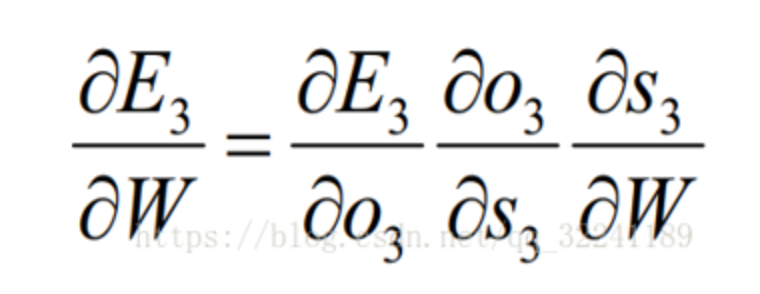 ∂E₃/∂W = ∂E₃/∂o₃ ∂o₃/∂s₃ ∂s₃/∂W
https://blog.csdn.net/qq_32241189